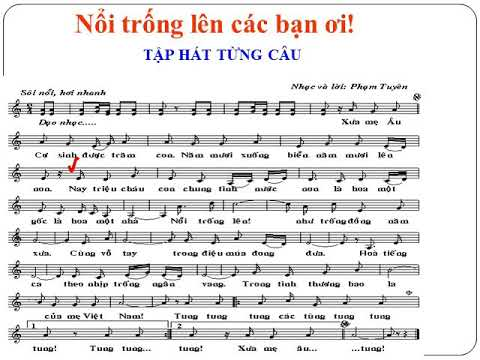 Nổi trống lên các bạn ơi!
TẬP HÁT TỪNG CÂU
Sôi nổi, hơi nhanh
Nhạc và lời: Phạm Tuyên
Dạo nhạc..... Xưa mẹ Âu
Cơ sinh được trăm con. Năm mươi xuống biển năm mươi lên
non. Nay triệu cháu con chung tình nước non là hoa một
gốc là hoa một nhà Nổi trống lên! như trống đồng năm
xưa. Cùng vỗ tay trong điệu múa đong đưa. Hoà tiếng
ca theo nhịp trống ngân vang. Trong tình thương bao la
của mẹ Việt Nam! Tung tung tung các tùng tung tung
1 2
tung! Tung tung... tung! Xưa mẹ âu... ...tung!